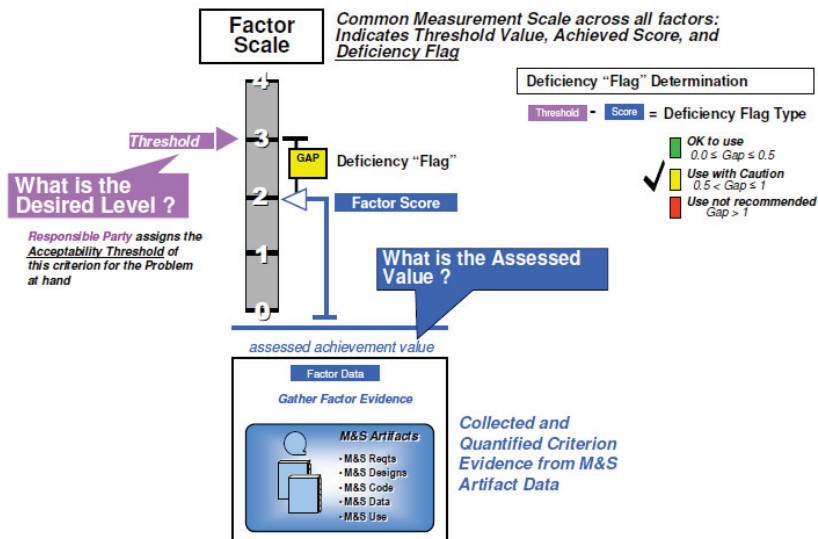 Factor
Scale
Common Measurement Scale across all factors:
Indicates Threshold Value, Achieved Score, and
Deficiency Flag
4
3
2
1
0
Threshold
What is the
Desired Level ?
Responsible Party assigns the
Acceptability Threshold of
this criterion for the Problem
at hand
GAP
Deficiency “Flag”
Factor Score
Deficiency “Flag” Determination
Threshold - Score = Deficiency Flag Type
OK to use
0.0 ≤ Gap ≤ 0.5
Use with Caution
0.5 < Gap ≤ 1
Use not recommended
Gap > 1
What is the Assessed
Value ?
assessed achievement value
Factor Data
Gather Factor Evidence
M&S Artifacts
• M&S Reqts
• M&S Designs
• M&S Code
• M&S Data
• M&S Use
Collected and
Quantified Criterion
Evidence from M&S
Artifact Data